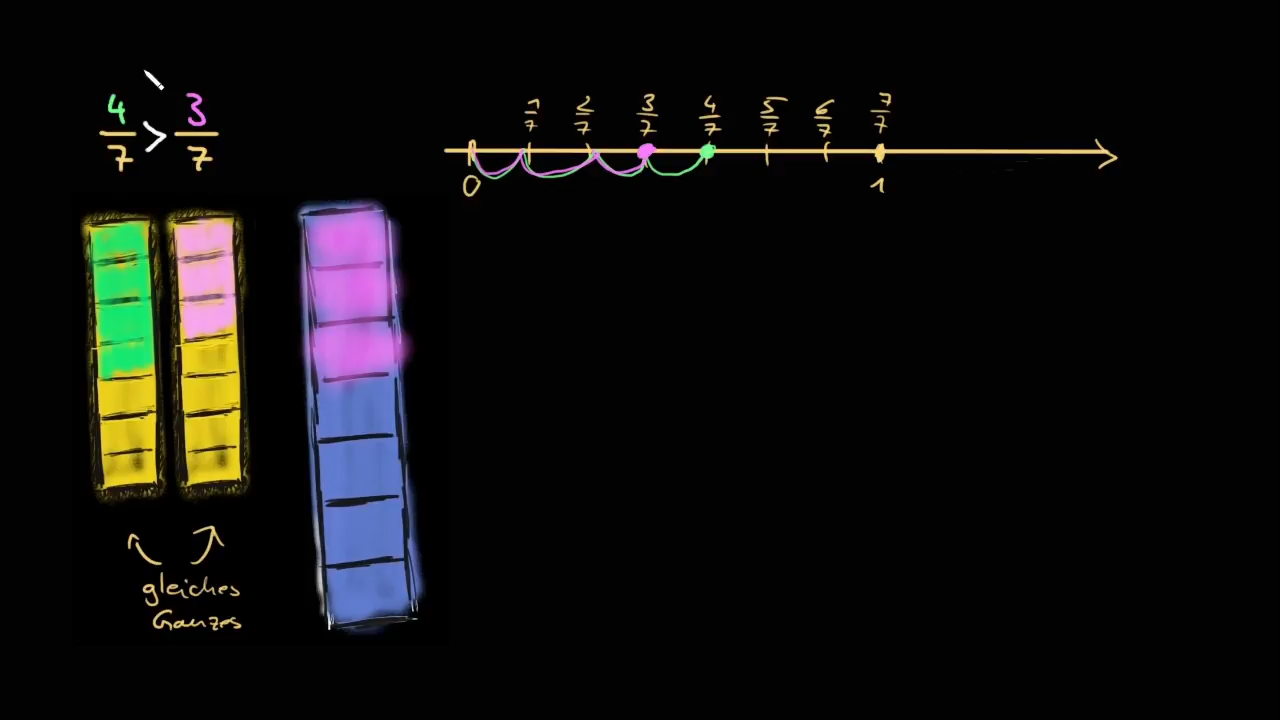 4/7 > 3/7
1/7 2/7 3/7 4/7 5/7 6/7 7/7
0 1
gleiches
Ganzes